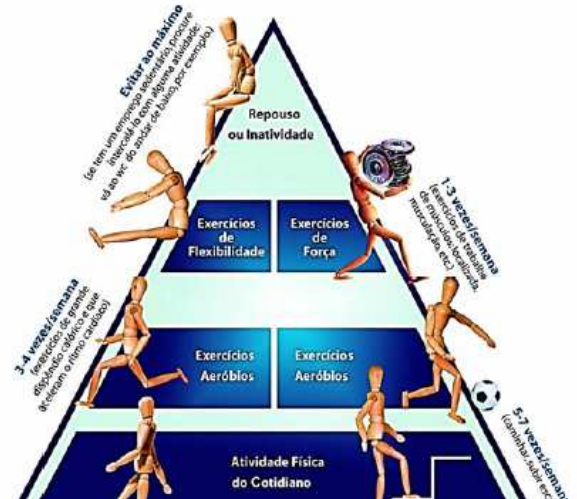 Evitar ao máximo
(se tem um emprego sedentário, procure
intercalá-lo com alguma atividade:
vá ao wc do andar de baixo, por exemplo.)
Repouso
ou Inatividade
1-3 vezes/semana
(exercícios de trabalho
de músculos: localizada,
musculação, etc.)
Exercícios
de
Flexibilidade
Exercícios
de
Força
3-4 vezes/semana
(exercícios de grande
dispêndio calórico e que
aceleram o ritmo cardíaco)
Exercícios
Aeróbios
Exercícios
Aeróbios
5-7 vezes/semana
(caminhar, subir esc
Atividade Física
do Cotidiano